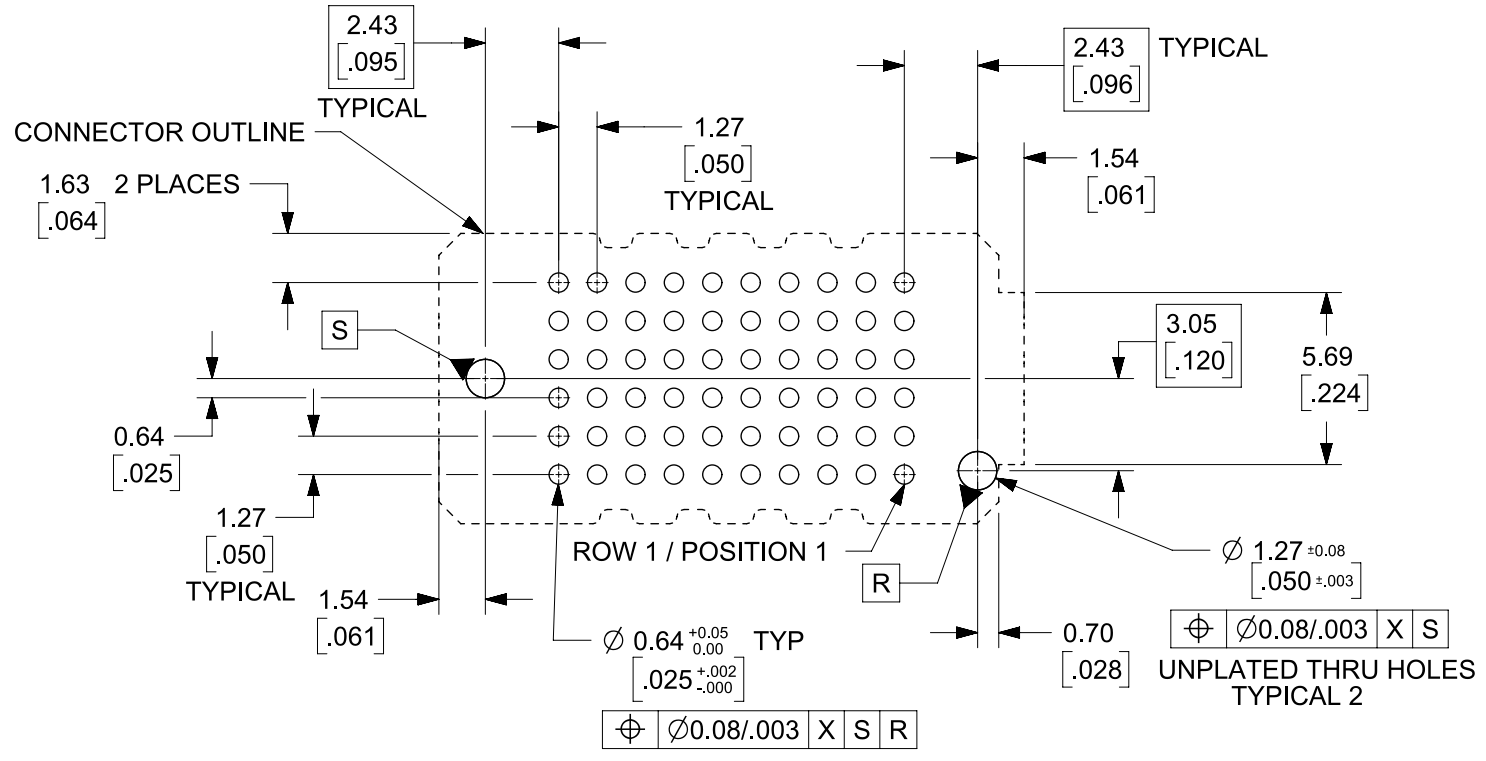 2.43
[.095]
TYPICAL
2.43
[.096]
TYPICAL
CONNECTOR OUTLINE
1.27
[.050]
TYPICAL
1.54
[.061]
1.63 2 PLACES
[.064]
S
3.05
[.120]
5.69
[.224]
0.64
[.025]
1.27
[.050]
TYPICAL
ROW 1 / POSITION 1
R
1.54
[.061]
Ø 0.64 +0.05 0.00 TYP
[.025 +.002 -.000]
⌖ Ø0.08/.003 X S R
0.70
[.028]
Ø 1.27 ±0.08
[.050 ±.003]
⌖ Ø0.08/.003 X S
UNPLATED THRU HOLES
TYPICAL 2